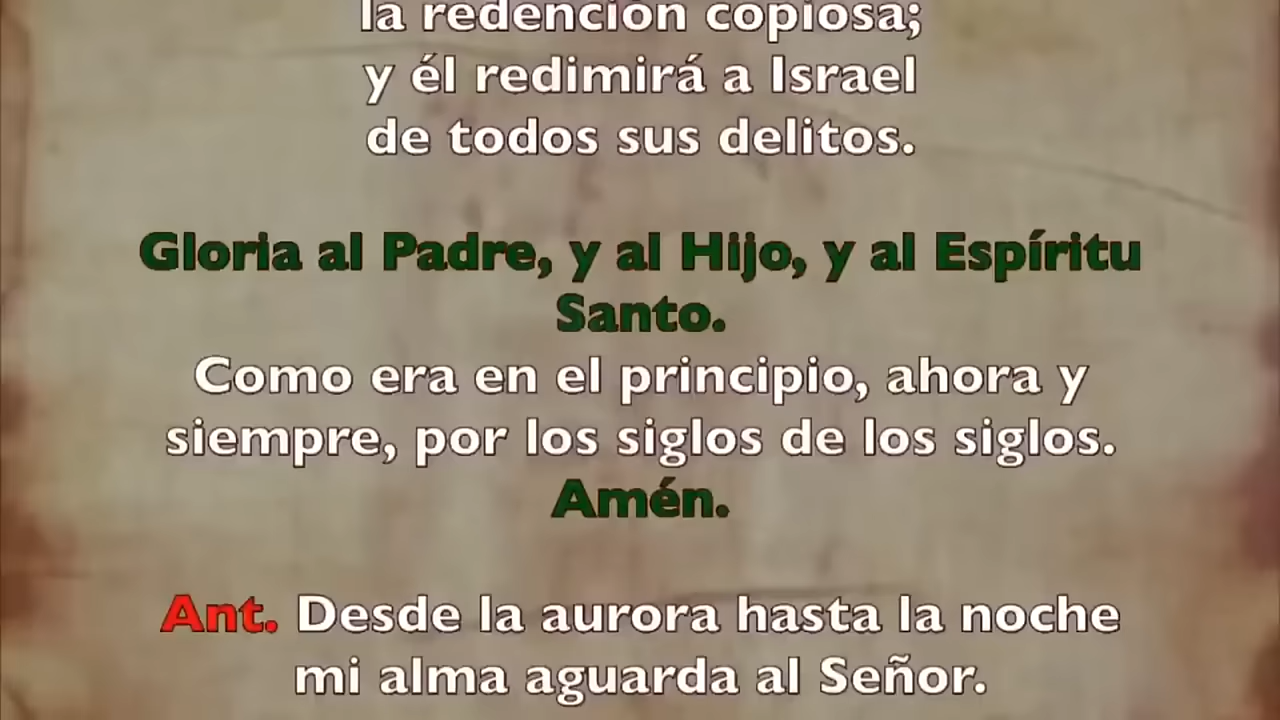 la redención copiosa;
y él redimirá a Israel
de todos sus delitos.
Gloria al Padre, y al Hijo, y al Espíritu
Santo.
Como era en el principio, ahora y
siempre, por los siglos de los siglos.
Amén.
Ant. Desde la aurora hasta la noche
mi alma aguarda al Señor.